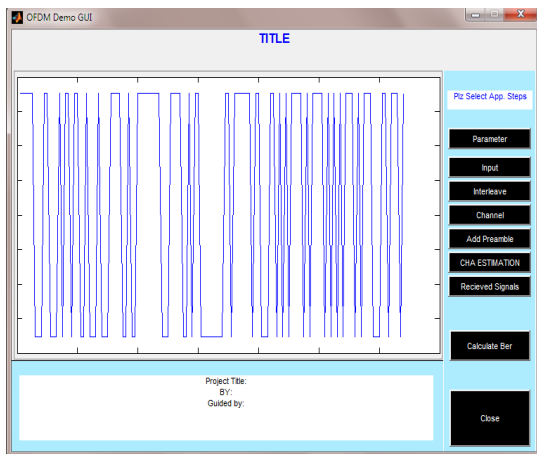 OFDM Demo GUI
TITLE
Plz Select App. Steps
Parameter
Input
Interleave
Channel
Add Preamble
CHA ESTIMATION
Recieved Signals
Calculate Ber
Close
Project Title:
BY:
Guided by: